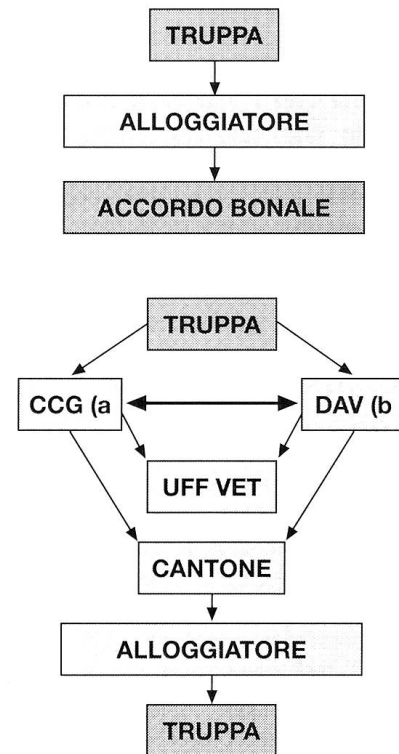 TRUPPA
ALLOGGIATORE
ACCORDO BONALE
TRUPPA
CCG (a
DAV (b
UFF VET
CANTONE
ALLOGGIATORE
TRUPPA